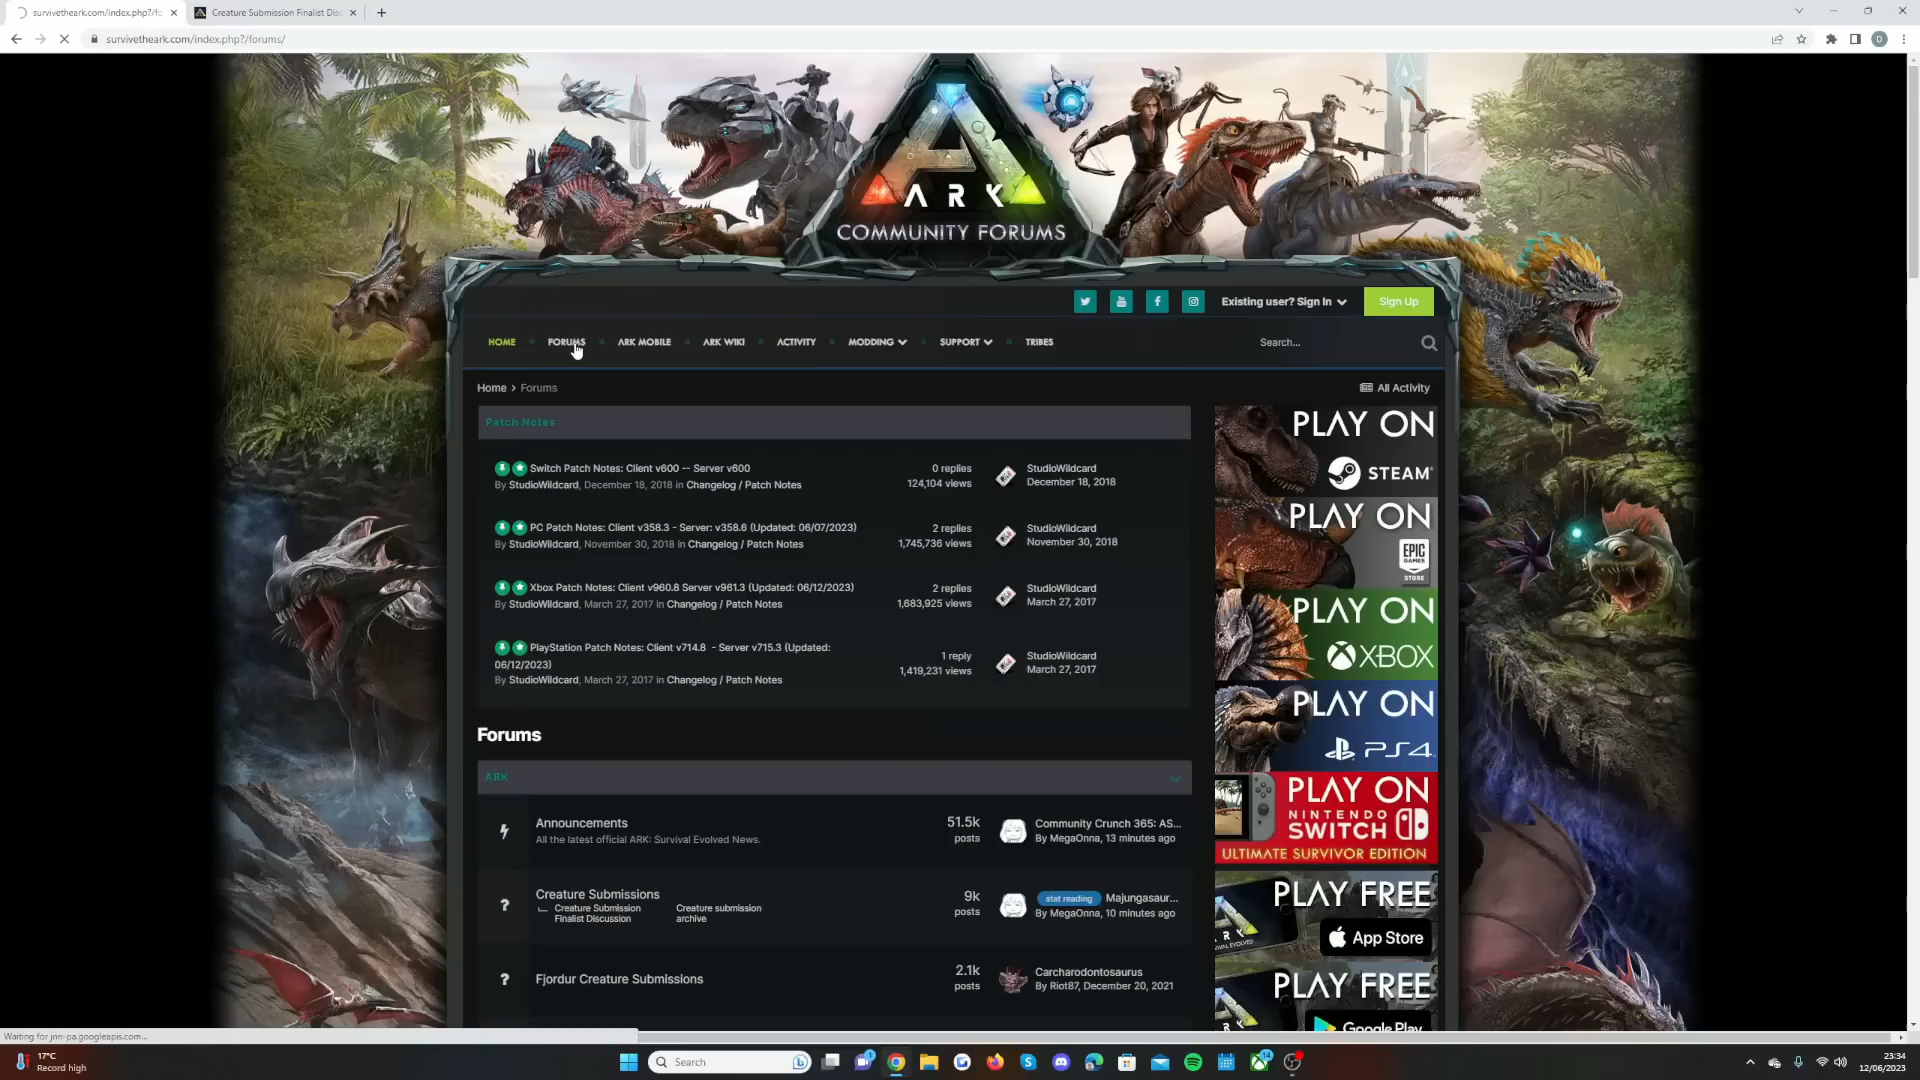 survivetheark.com/index.php?/fo
Creature Submission Finalist Disc
survivetheark.com/index.php?/forums/
D
ARK
COMMUNITY FORUMS
Existing user? Sign In
Sign Up
HOME
FORUMS
ARK MOBILE
ARK WIKI
ACTIVITY
MODDING
SUPPORT
TRIBES
Search...
Home > Forums
All Activity
Patch Notes
Switch Patch Notes: Client v600 -- Server v600
By StudioWildcard, December 18, 2018 in Changelog / Patch Notes
0 replies
124,104 views
StudioWildcard
December 18, 2018
PC Patch Notes: Client v358.3 - Server: v358.6 (Updated: 06/07/2023)
By StudioWildcard, November 30, 2018 in Changelog / Patch Notes
2 replies
1,745,736 views
StudioWildcard
November 30, 2018
Xbox Patch Notes: Client v960.8 Server v961.3 (Updated: 06/12/2023)
By StudioWildcard, March 27, 2017 in Changelog / Patch Notes
2 replies
1,683,925 views
StudioWildcard
March 27, 2017
PlayStation Patch Notes: Client v714.8 - Server v715.3 (Updated:
06/12/2023)
By StudioWildcard, March 27, 2017 in Changelog / Patch Notes
1 reply
1,419,231 views
StudioWildcard
March 27, 2017
Forums
ARK
Announcements
All the latest official ARK: Survival Evolved News.
51.5k
posts
Community Crunch 365: AS...
By MegaOnna, 13 minutes ago
Creature Submissions
Creature Submission
Finalist Discussion
Creature submission
archive
9k
posts
stat reading Majungasaur...
By MegaOnna, 10 minutes ago
Fjordur Creature Submissions
2.1k
posts
Carcharodontosaurus
By Riot87, December 20, 2021
PLAY ON
STEAM
PLAY ON
EPIC
GAMES
STORE
PLAY ON
XBOX
PLAY ON
PS4
PLAY ON
NINTENDO
SWITCH
ULTIMATE SURVIVOR EDITION
PLAY FREE
App Store
PLAY FREE
Google Play
Waiting for jnn-pa.googleapis.com...
17°C
Record high
Search
1
14
23:34
12/06/2023